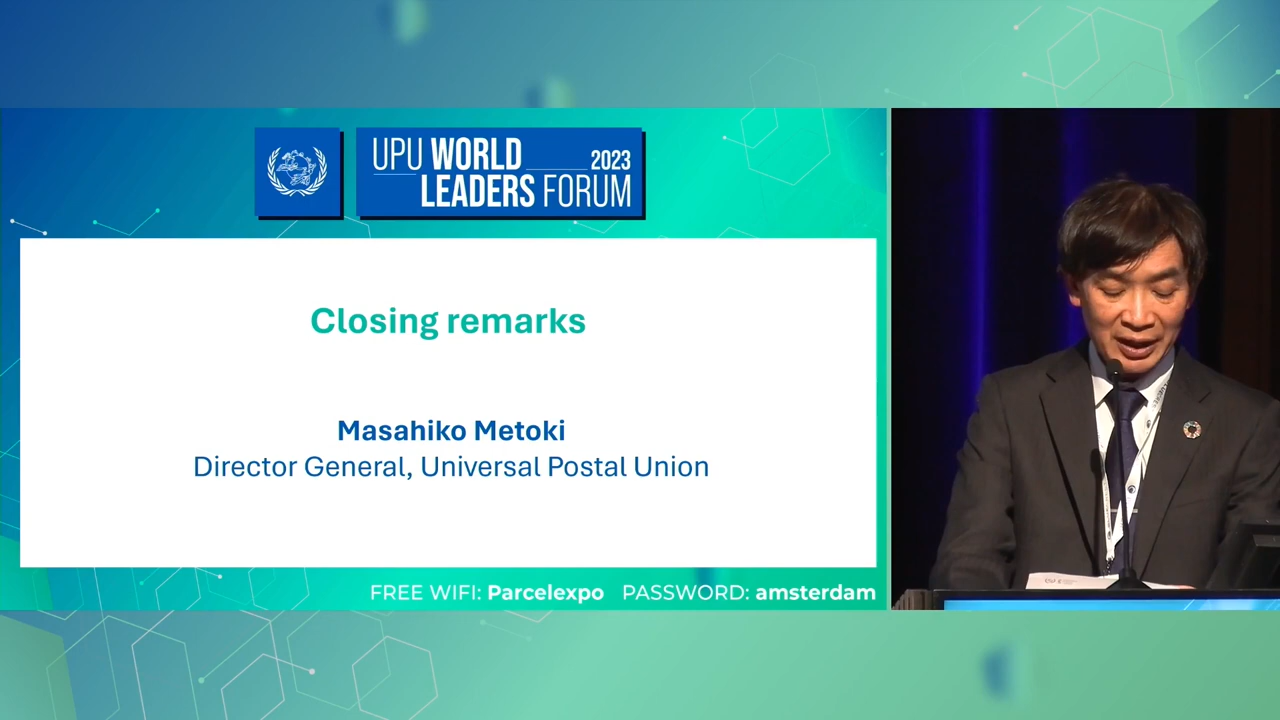 UPU WORLD 2023
LEADERS FORUM
Closing remarks
Masahiko Metoki
Director General, Universal Postal Union
FREE WIFI: Parcelexpo PASSWORD: amsterdam